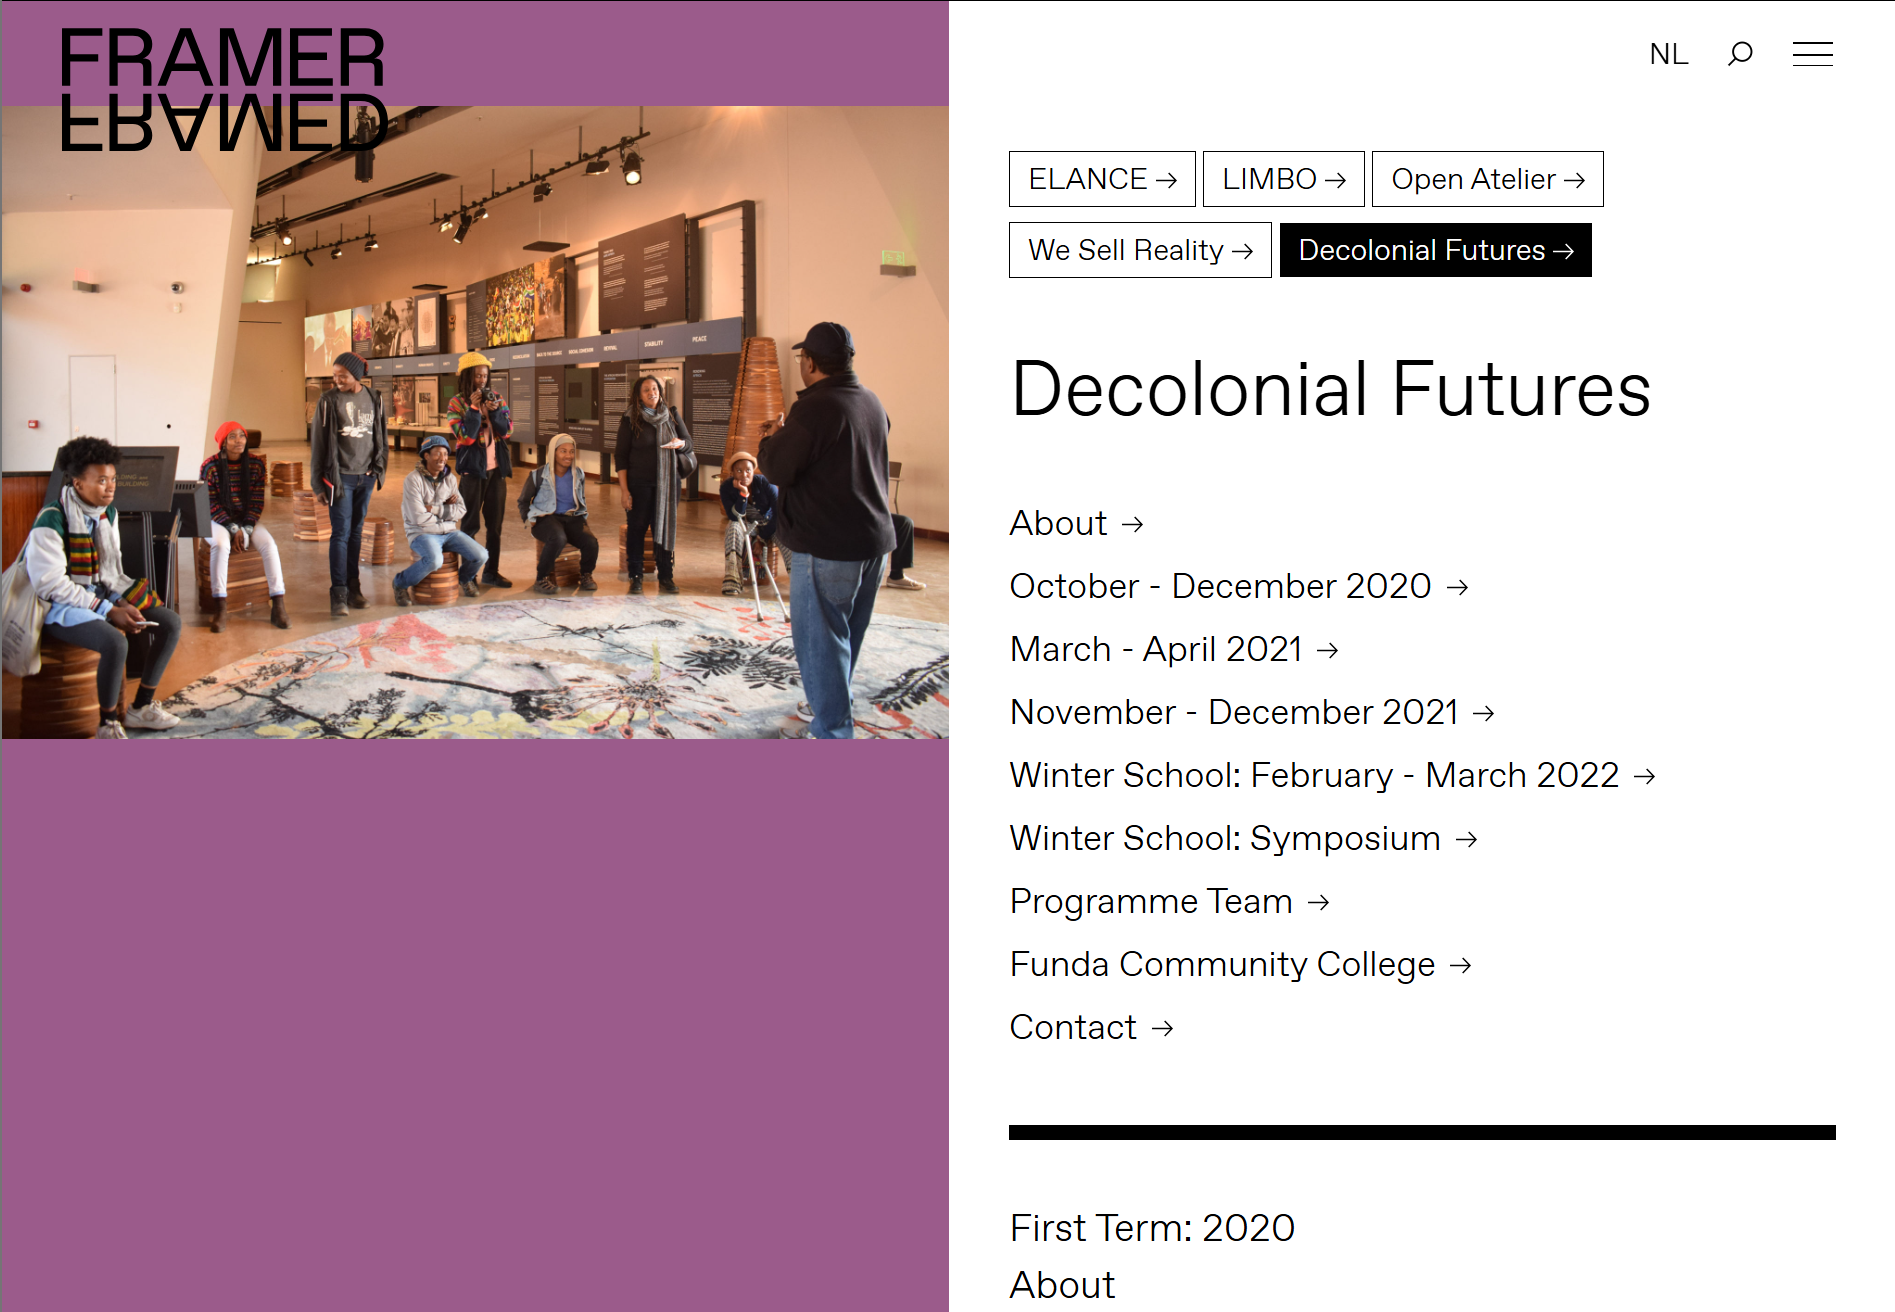 FRAMER
FRAMED
NL
ELANCE →
LIMBO →
Open Atelier →
We Sell Reality →
Decolonial Futures →
STABILITY
PEACE
Decolonial Futures
About →
October - December 2020 →
March - April 2021 →
November - December 2021 →
Winter School: February - March 2022 →
Winter School: Symposium →
Programme Team →
Funda Community College →
Contact →
First Term: 2020
About